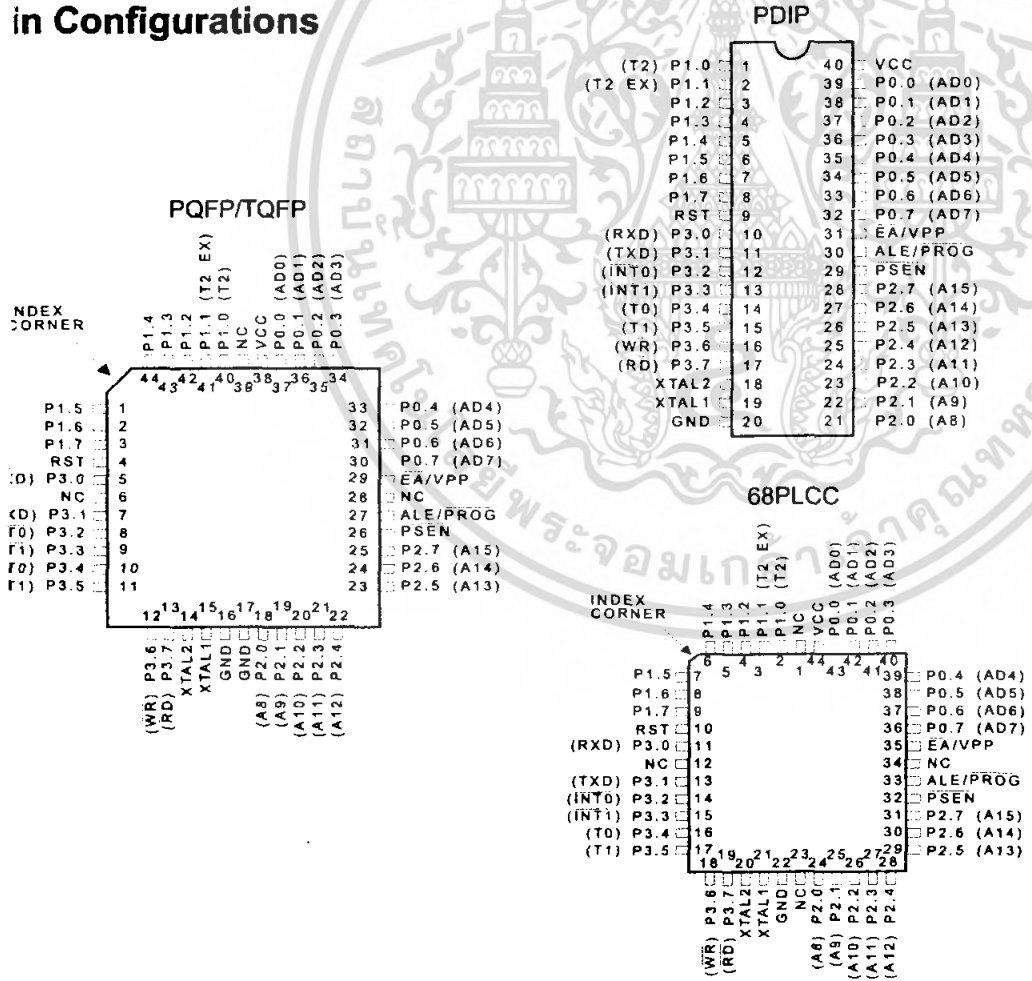 in Configurations
PDIP
(T2) P1.0 1 40 VCC
(T2 EX) P1.1 2 39 P0.0 (AD0)
P1.2 3 38 P0.1 (AD1)
P1.3 4 37 P0.2 (AD2)
P1.4 5 36 P0.3 (AD3)
P1.5 6 35 P0.4 (AD4)
P1.6 7 34 P0.5 (AD5)
P1.7 8 33 P0.6 (AD6)
RST 9 32 P0.7 (AD7)
(RXD) P3.0 10 31 EA/VPP
(TXD) P3.1 11 30 ALE/PROG
(INT0) P3.2 12 29 PSEN
(INT1) P3.3 13 28 P2.7 (A15)
(T0) P3.4 14 27 P2.6 (A14)
(T1) P3.5 15 26 P2.5 (A13)
(WR) P3.6 16 25 P2.4 (A12)
(RD) P3.7 17 24 P2.3 (A11)
XTAL2 18 23 P2.2 (A10)
XTAL1 19 22 P2.1 (A9)
GND 20 21 P2.0 (A8)
PQFP/TQFP
NDEX
CORNER
P1.4
P1.3
P1.2
P1.1 (T2 EX)
P1.0 (T2)
NC
VCC
P0.0 (AD0)
P0.1 (AD1)
P0.2 (AD2)
P0.3 (AD3)
44 43 42 41 40 39 38 37 36 35 34
P1.5 1 33 P0.4 (AD4)
P1.6 2 32 P0.5 (AD5)
P1.7 3 31 P0.6 (AD6)
RST 4 30 P0.7 (AD7)
D) P3.0 5 29 EA/VPP
NC 6 28 NC
D) P3.1 7 27 ALE/PROG
0) P3.2 8 26 PSEN
1) P3.3 9 25 P2.7 (A15)
0) P3.4 10 24 P2.6 (A14)
1) P3.5 11 23 P2.5 (A13)
12 13 14 15 16 17 18 19 20 21 22
(WR) P3.6
(RD) P3.7
XTAL2
XTAL1
GND
GND
(A8) P2.0
(A9) P2.1
(A10) P2.2
(A11) P2.3
(A12) P2.4
68PLCC
INDEX
CORNER
P1.4
P1.3
P1.2
P1.1 (T2 EX)
P1.0 (T2)
NC
VCC
P0.0 (AD0)
P0.1 (AD1)
P0.2 (AD2)
P0.3 (AD3)
6 5 4 3 2 1 44 43 42 41 40
P1.5 7 39 P0.4 (AD4)
P1.6 8 38 P0.5 (AD5)
P1.7 9 37 P0.6 (AD6)
RST 10 36 P0.7 (AD7)
(RXD) P3.0 11 35 EA/VPP
NC 12 34 NC
(TXD) P3.1 13 33 ALE/PROG
(INT0) P3.2 14 32 PSEN
(INT1) P3.3 15 31 P2.7 (A15)
(T0) P3.4 16 30 P2.6 (A14)
(T1) P3.5 17 29 P2.5 (A13)
18 19 20 21 22 23 24 25 26 27 28
(WR) P3.6
(RD) P3.7
XTAL2
XTAL1
GND
NC
(A8) P2.0
(A9) P2.1
(A10) P2.2
(A11) P2.3
(A12) P2.4